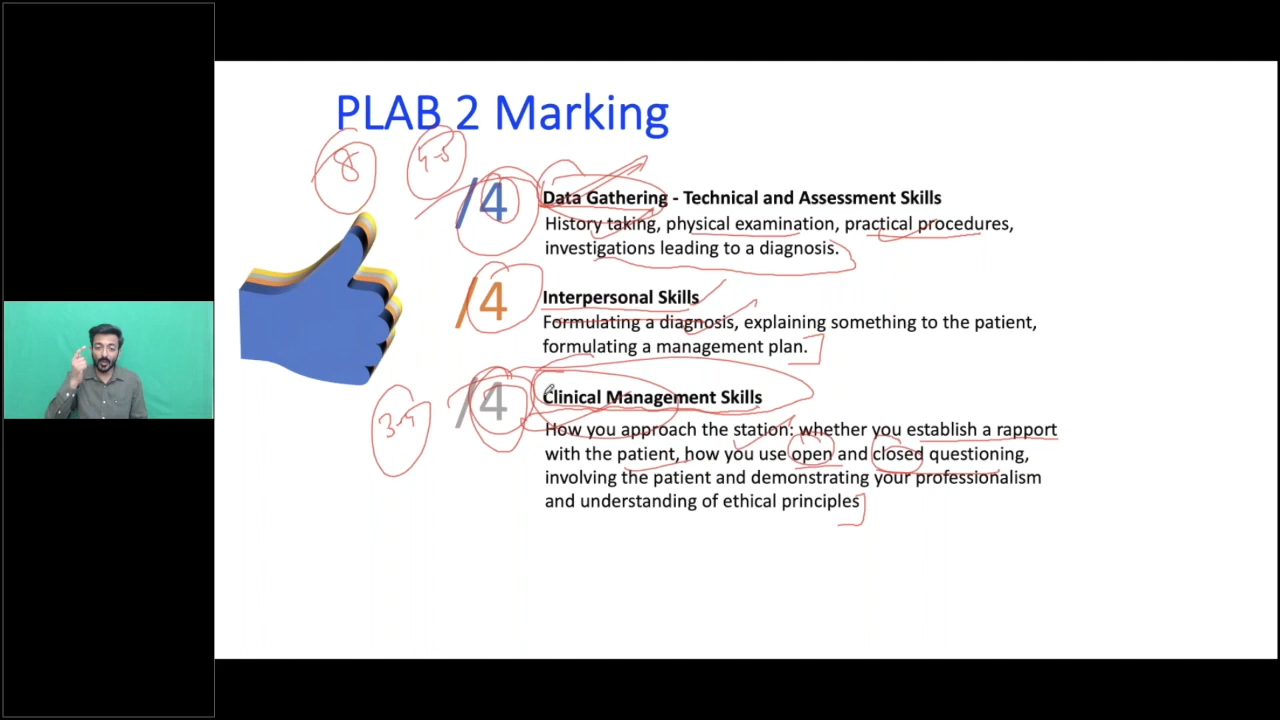 PLAB 2 Marking
8
/4
Data Gathering - Technical and Assessment Skills
History taking, physical examination, practical procedures,
investigations leading to a diagnosis.
/4
Interpersonal Skills
Formulating a diagnosis, explaining something to the patient,
formulating a management plan.
/4
Clinical Management Skills
How you approach the station: whether you establish a rapport
with the patient, how you use open and closed questioning,
involving the patient and demonstrating your professionalism
and understanding of ethical principles